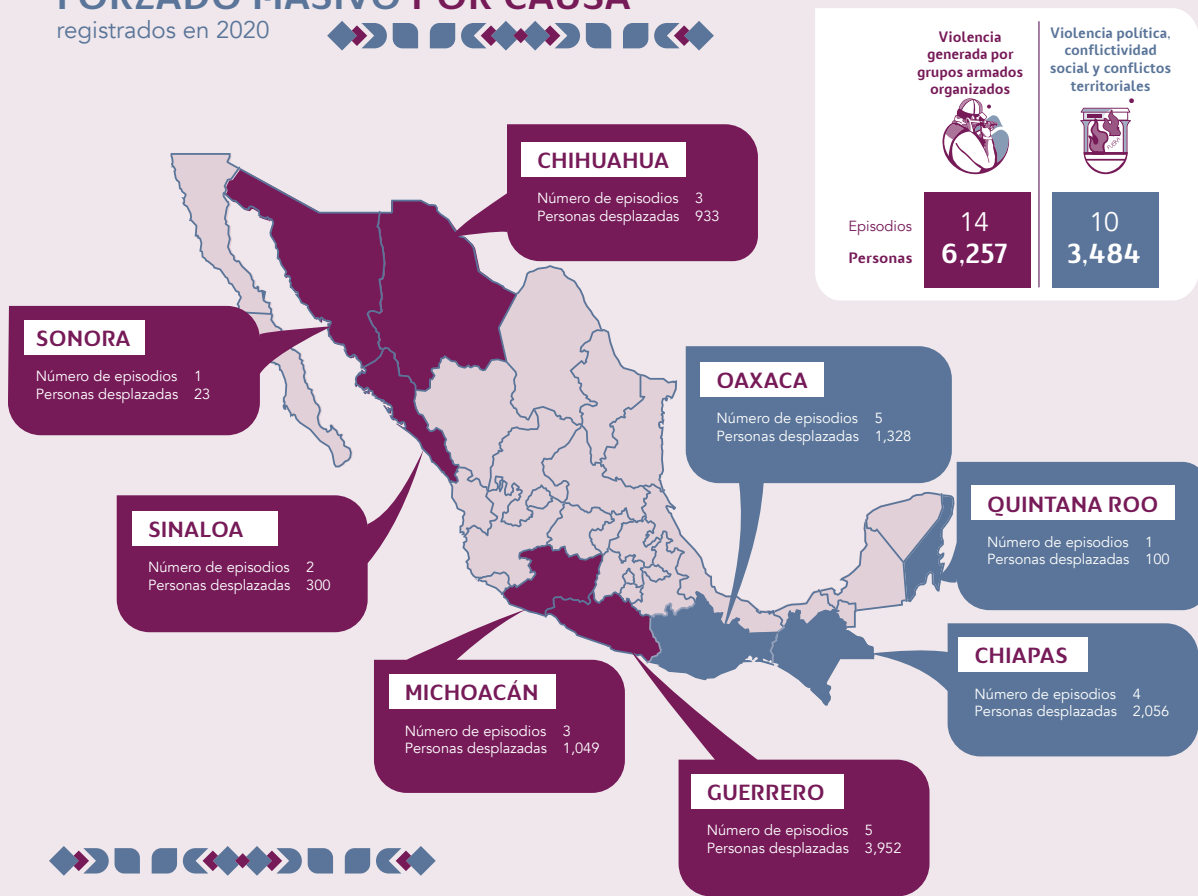 FORZADO MASIVO POR CAUSA
registrados en 2020
Violencia
generada por
grupos armados
organizados
Violencia política,
conflictividad
social y conflictos
territoriales
Episodios 14 10
Personas 6,257 3,484
CHIHUAHUA
Número de episodios 3
Personas desplazadas 933
SONORA
Número de episodios 1
Personas desplazadas 23
OAXACA
Número de episodios 5
Personas desplazadas 1,328
SINALOA
Número de episodios 2
Personas desplazadas 300
QUINTANA ROO
Número de episodios 1
Personas desplazadas 100
CHIAPAS
Número de episodios 4
Personas desplazadas 2,056
MICHOACÁN
Número de episodios 3
Personas desplazadas 1,049
GUERRERO
Número de episodios 5
Personas desplazadas 3,952